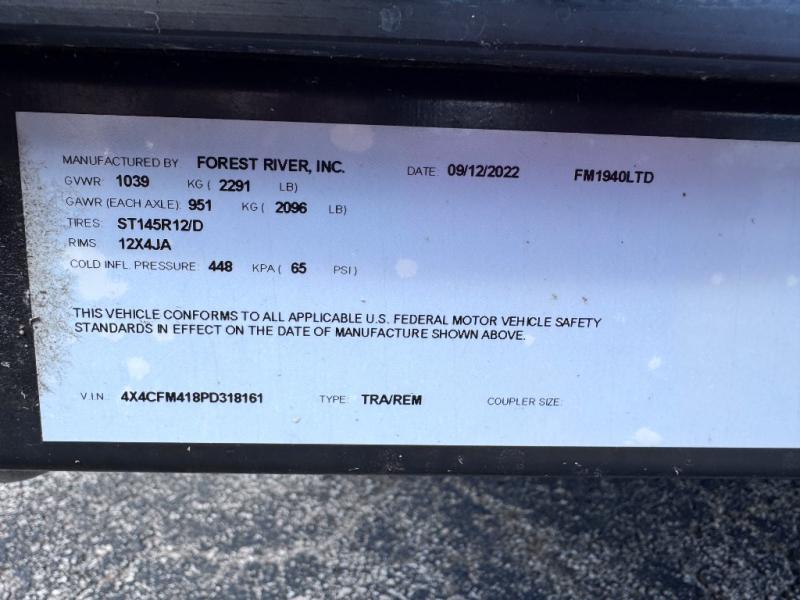 MANUFACTURED BY FOREST RIVER, INC. DATE: 09/12/2022 FM1940LTD
GVWR: 1039 KG ( 2291 LB)
GAWR (EACH AXLE): 951 KG ( 2096 LB)
TIRES: ST145R12/D
RIMS: 12X4JA
COLD INFL. PRESSURE: 448 KPA ( 65 PSI )
THIS VEHICLE CONFORMS TO ALL APPLICABLE U.S. FEDERAL MOTOR VEHICLE SAFETY
STANDARDS IN EFFECT ON THE DATE OF MANUFACTURE SHOWN ABOVE.
V.I.N.: 4X4CFM418PD318161 TYPE: TRA/REM COUPLER SIZE: